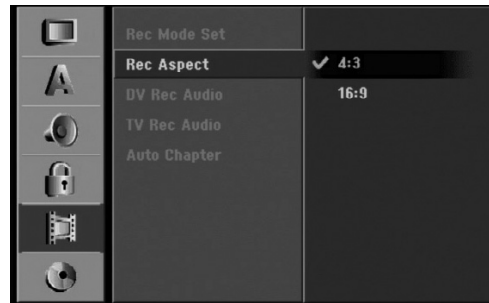 A
Rec Mode Set
Rec Aspect
DV Rec Audio
TV Rec Audio
Auto Chapter
4:3
16:9